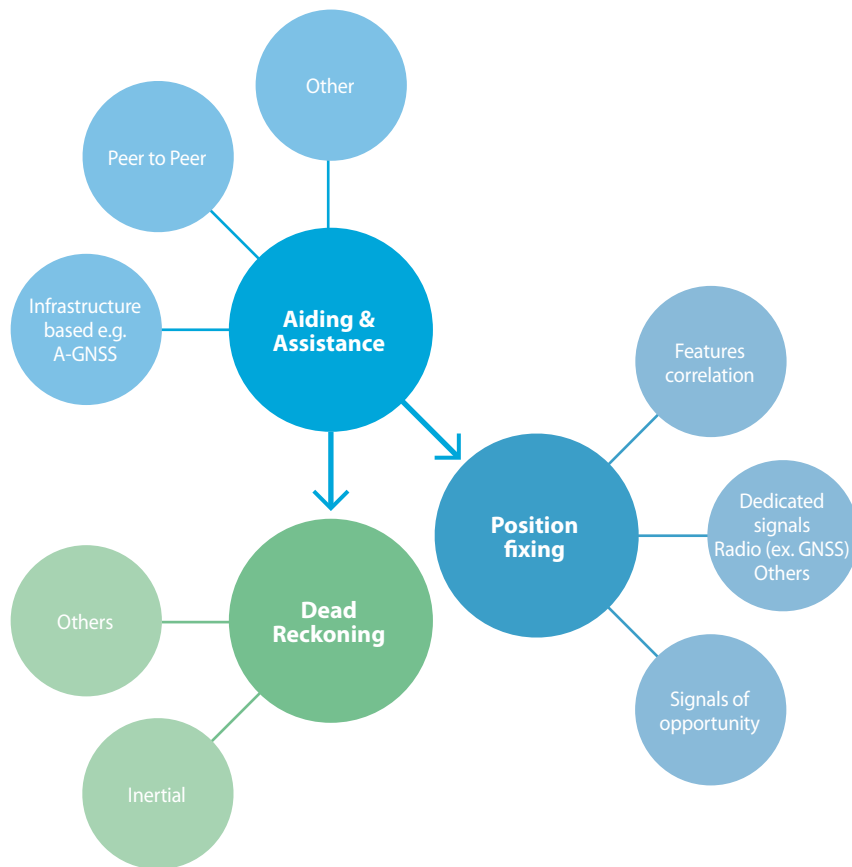 Other
Peer to Peer
Infrastructure
based e.g.
A-GNSS
Aiding &
Assistance
Features
correlation
Dedicated
signals
Radio (ex. GNSS)
Others
Position
fixing
Signals of
opportunity
Dead
Reckoning
Others
Inertial